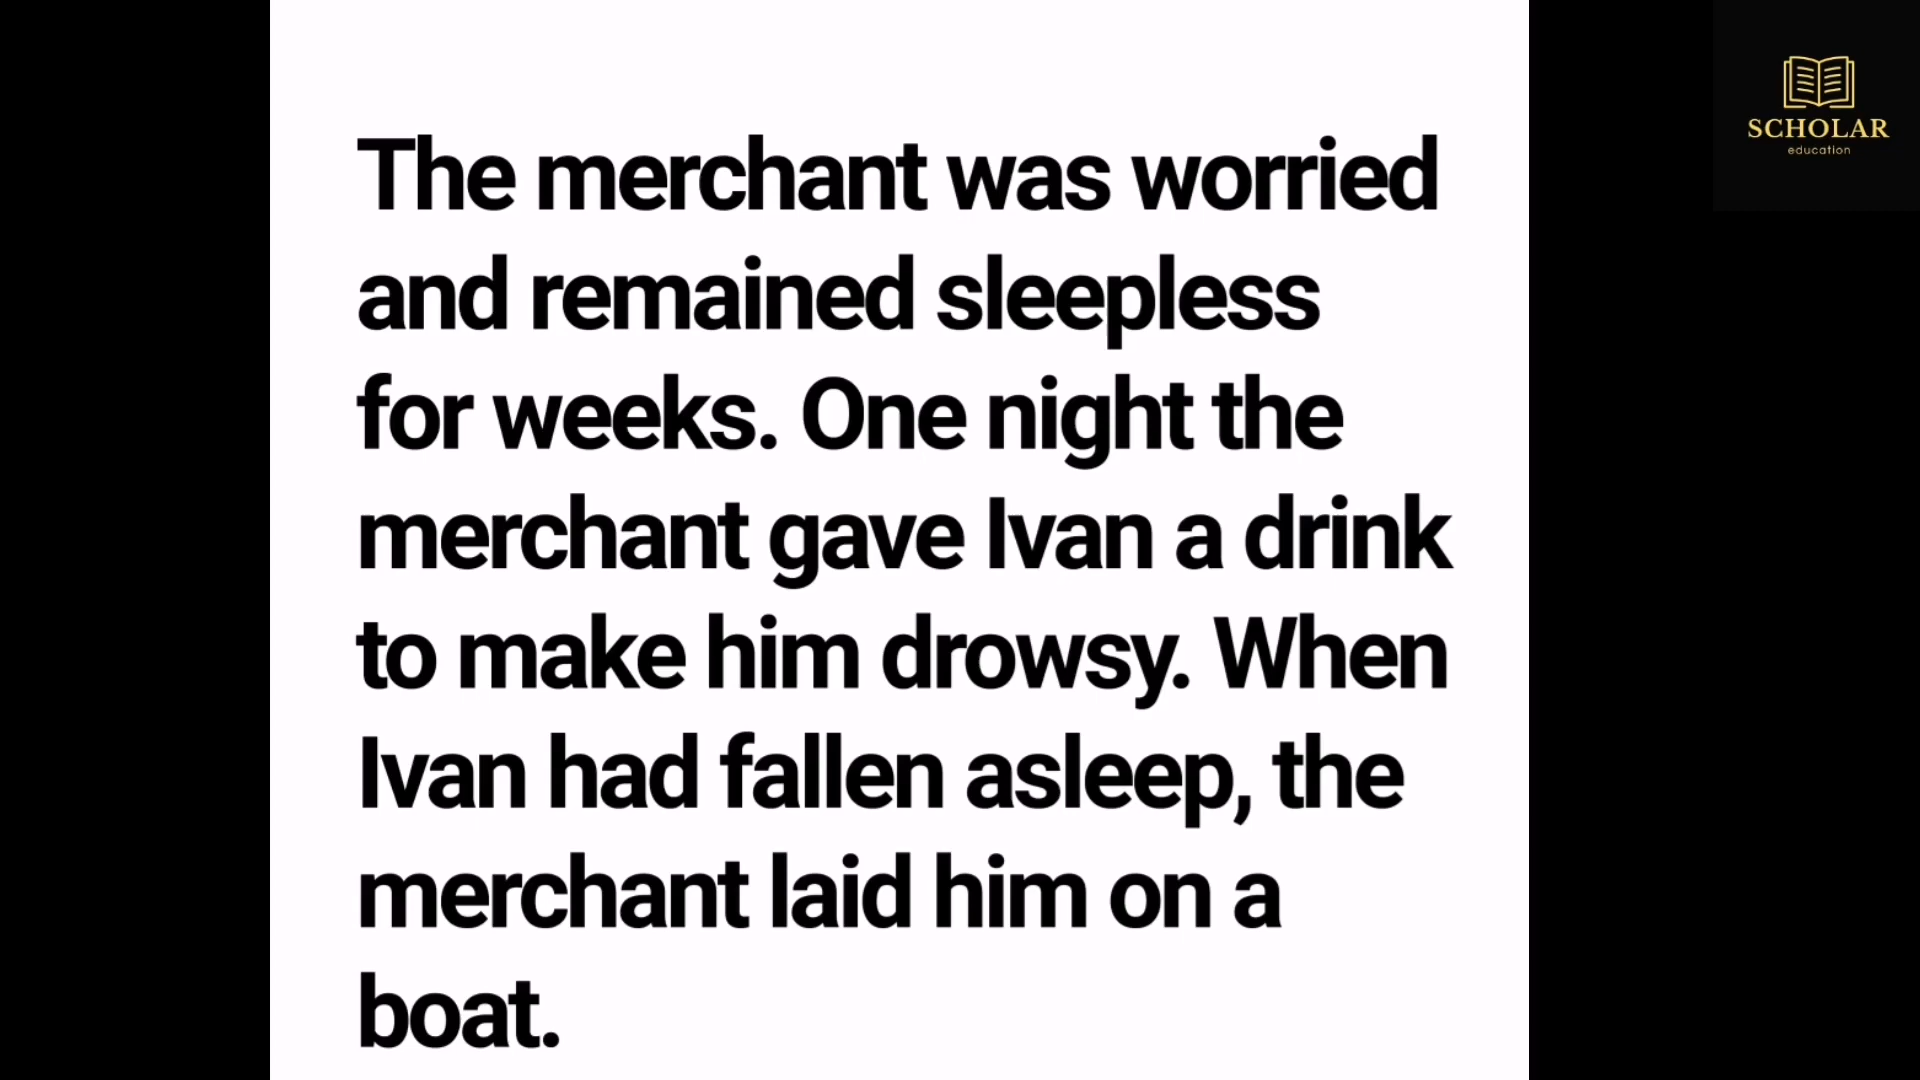 The merchant was worried
and remained sleepless
for weeks. One night the
merchant gave Ivan a drink
to make him drowsy. When
Ivan had fallen asleep, the
merchant laid him on a
boat.
SCHOLAR
education